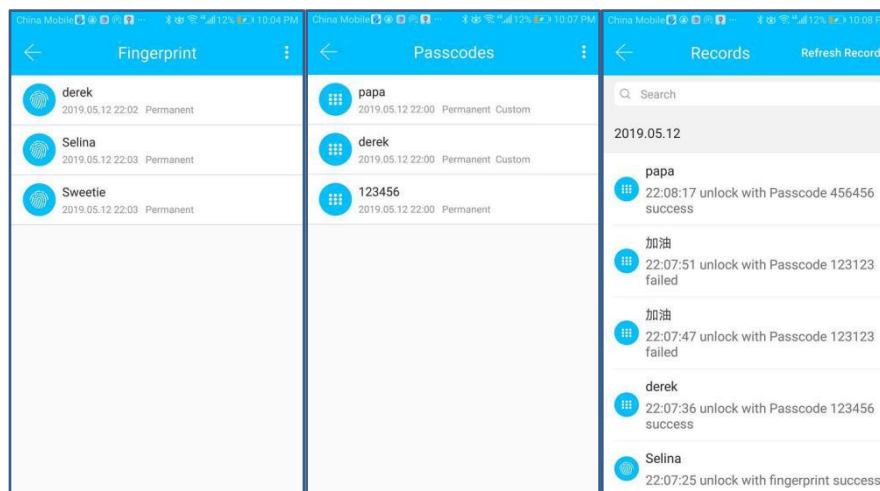 China Mobile 12% 10:04 PM
Fingerprint
derek
2019.05.12 22:02 Permanent
Selina
2019.05.12 22:03 Permanent
Sweetie
2019.05.12 22:03 Permanent
China Mobile 12% 10:07 PM
Passcodes
papa
2019.05.12 22:00 Permanent Custom
derek
2019.05.12 22:00 Permanent Custom
123456
2019.05.12 22:00 Permanent
China Mobile 12% 10:08 P
Records Refresh Record
Search
2019.05.12
papa
22:08:17 unlock with Passcode 456456
success
加油
22:07:51 unlock with Passcode 123123
failed
加油
22:07:47 unlock with Passcode 123123
failed
derek
22:07:36 unlock with Passcode 123456
success
Selina
22:07:25 unlock with fingerprint success